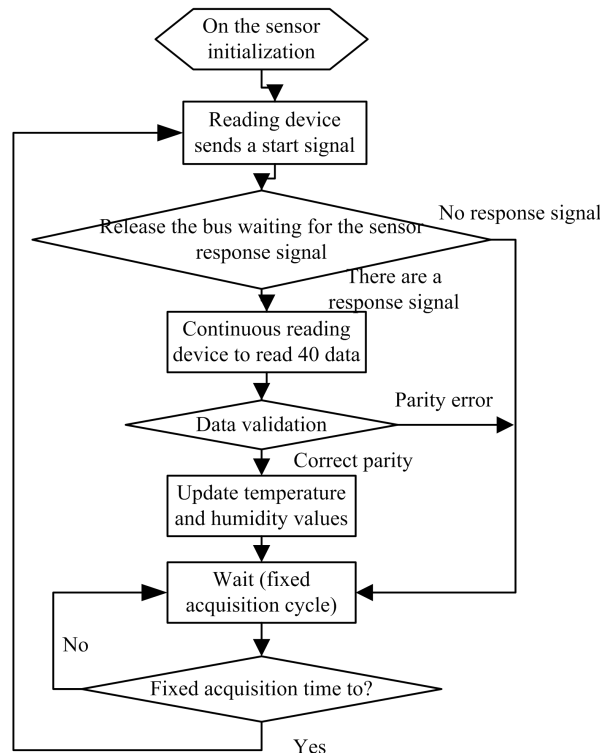 On the sensor
initialization
Reading device
sends a start signal
Release the bus waiting for the sensor
response signal
No response signal
There are a
response signal
Continuous reading
device to read 40 data
Data validation
Parity error
Correct parity
Update temperature
and humidity values
Wait (fixed
acquisition cycle)
No
Fixed acquisition time to?
Yes